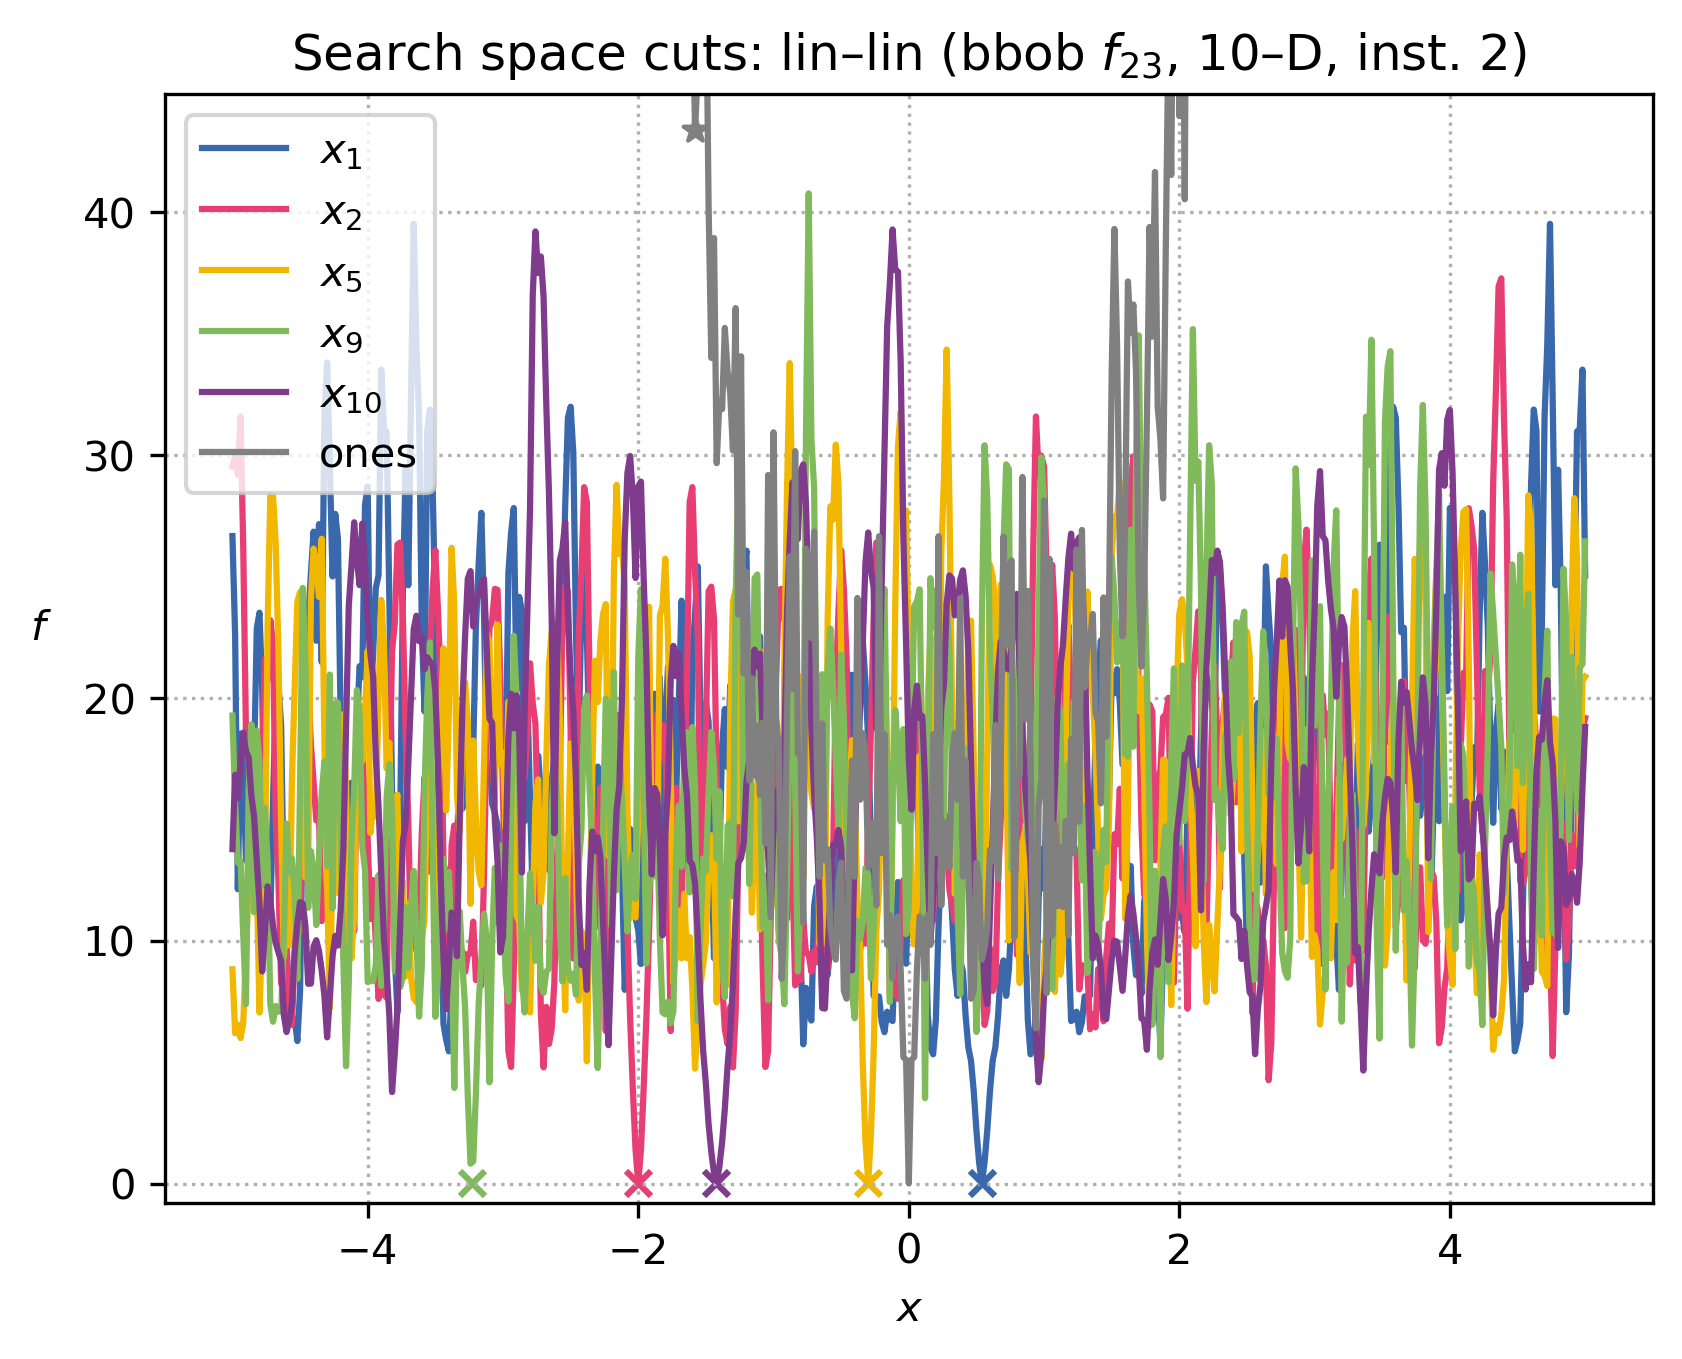 Search space cuts: lin–lin (bbob f₂₃, 10–D, inst. 2)
x₁
x₂
x₅
x₉
x₁₀
ones
40
30
20
10
0
f
−4
−2
0
2
4
x